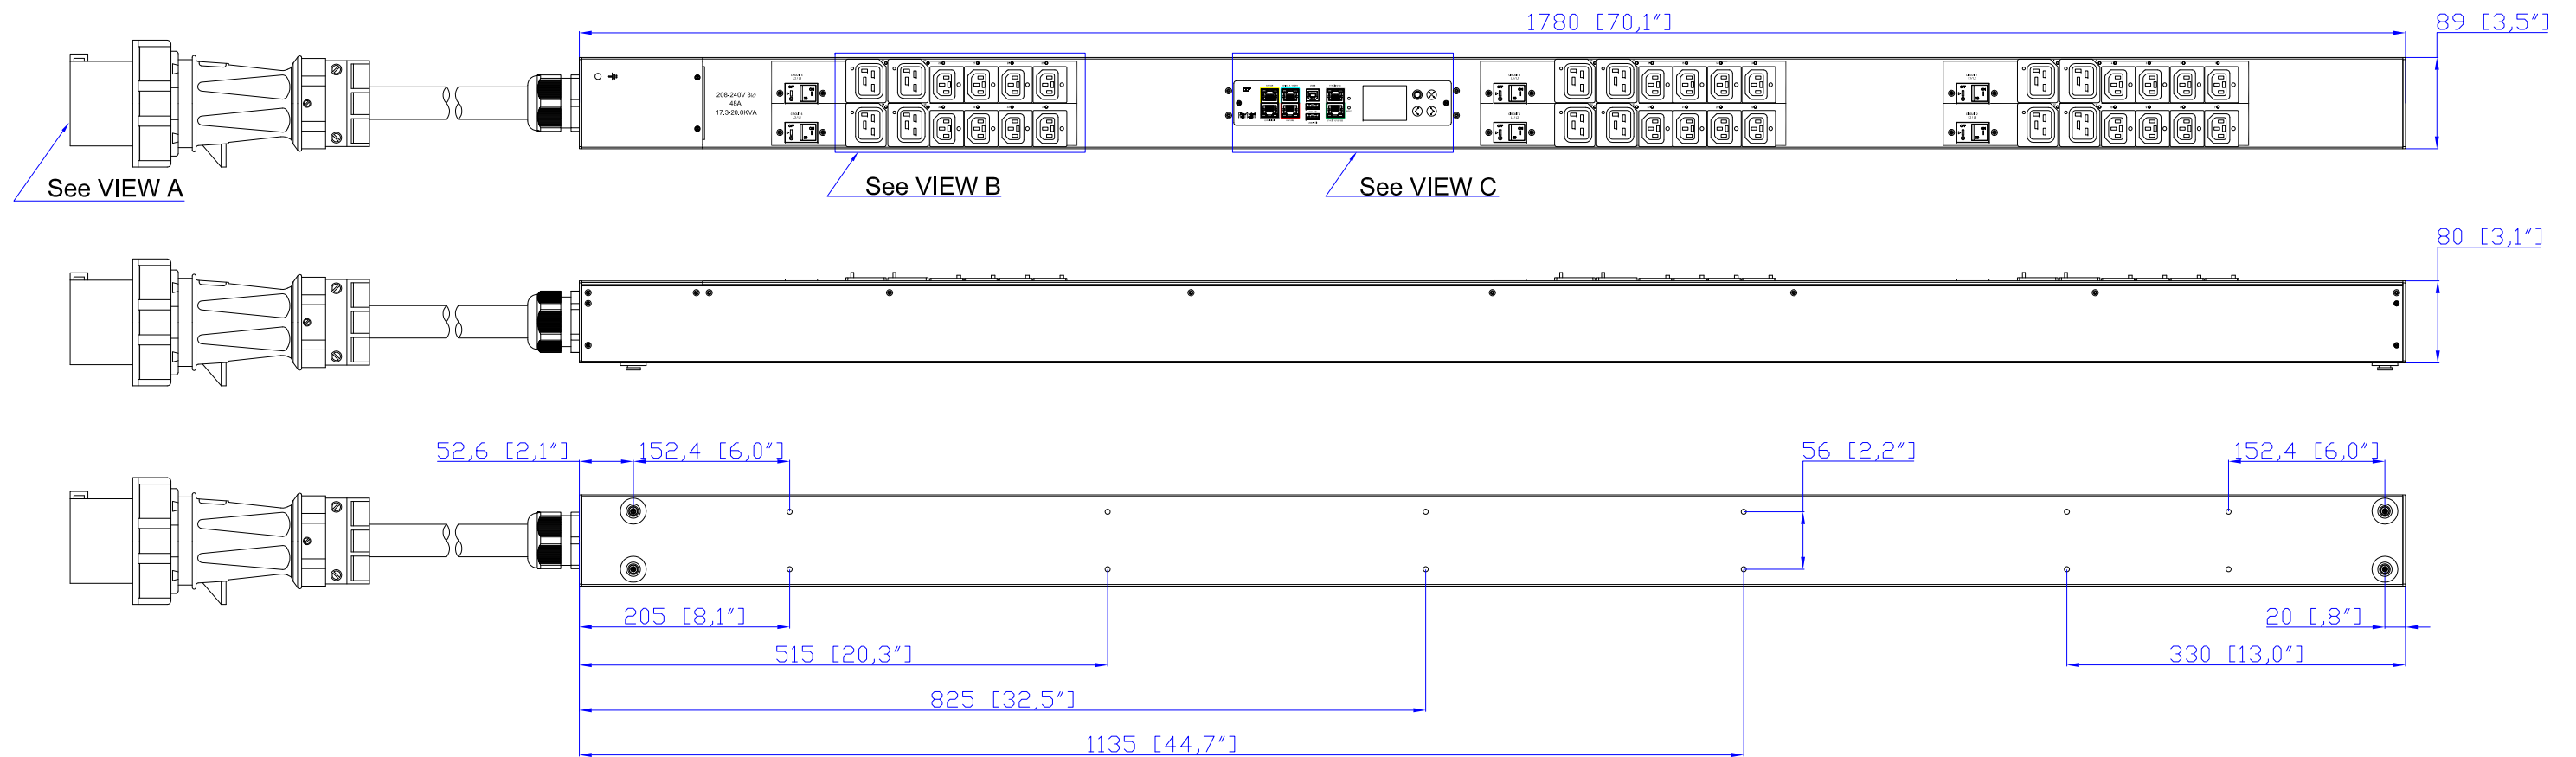 1780 [70,1"]
89 [3,5"]
208-240V 3Ø
48A
17.3-20.0KVA
See VIEW A
See VIEW B
See VIEW C
80 [3,1"]
52,6 [2,1"]
152,4 [6,0"]
56 [2,2"]
152,4 [6,0"]
205 [8,1"]
20 [,8"]
515 [20,3"]
330 [13,0"]
825 [32,5"]
1135 [44,7"]